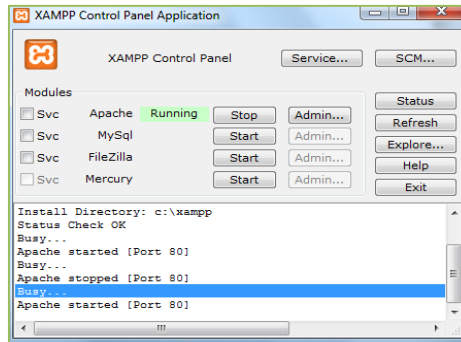 XAMPP Control Panel Application
XAMPP Control Panel Service... SCM...
Modules
Svc Apache Running Stop Admin...
Svc MySql Start Admin...
Svc FileZilla Start Admin...
Svc Mercury Start Admin...
Status
Refresh
Explore...
Help
Exit
Install Directory: c:\xampp
Status Check OK
Busy...
Apache started [Port 80]
Busy...
Apache stopped [Port 80]
Busy...
Apache started [Port 80]